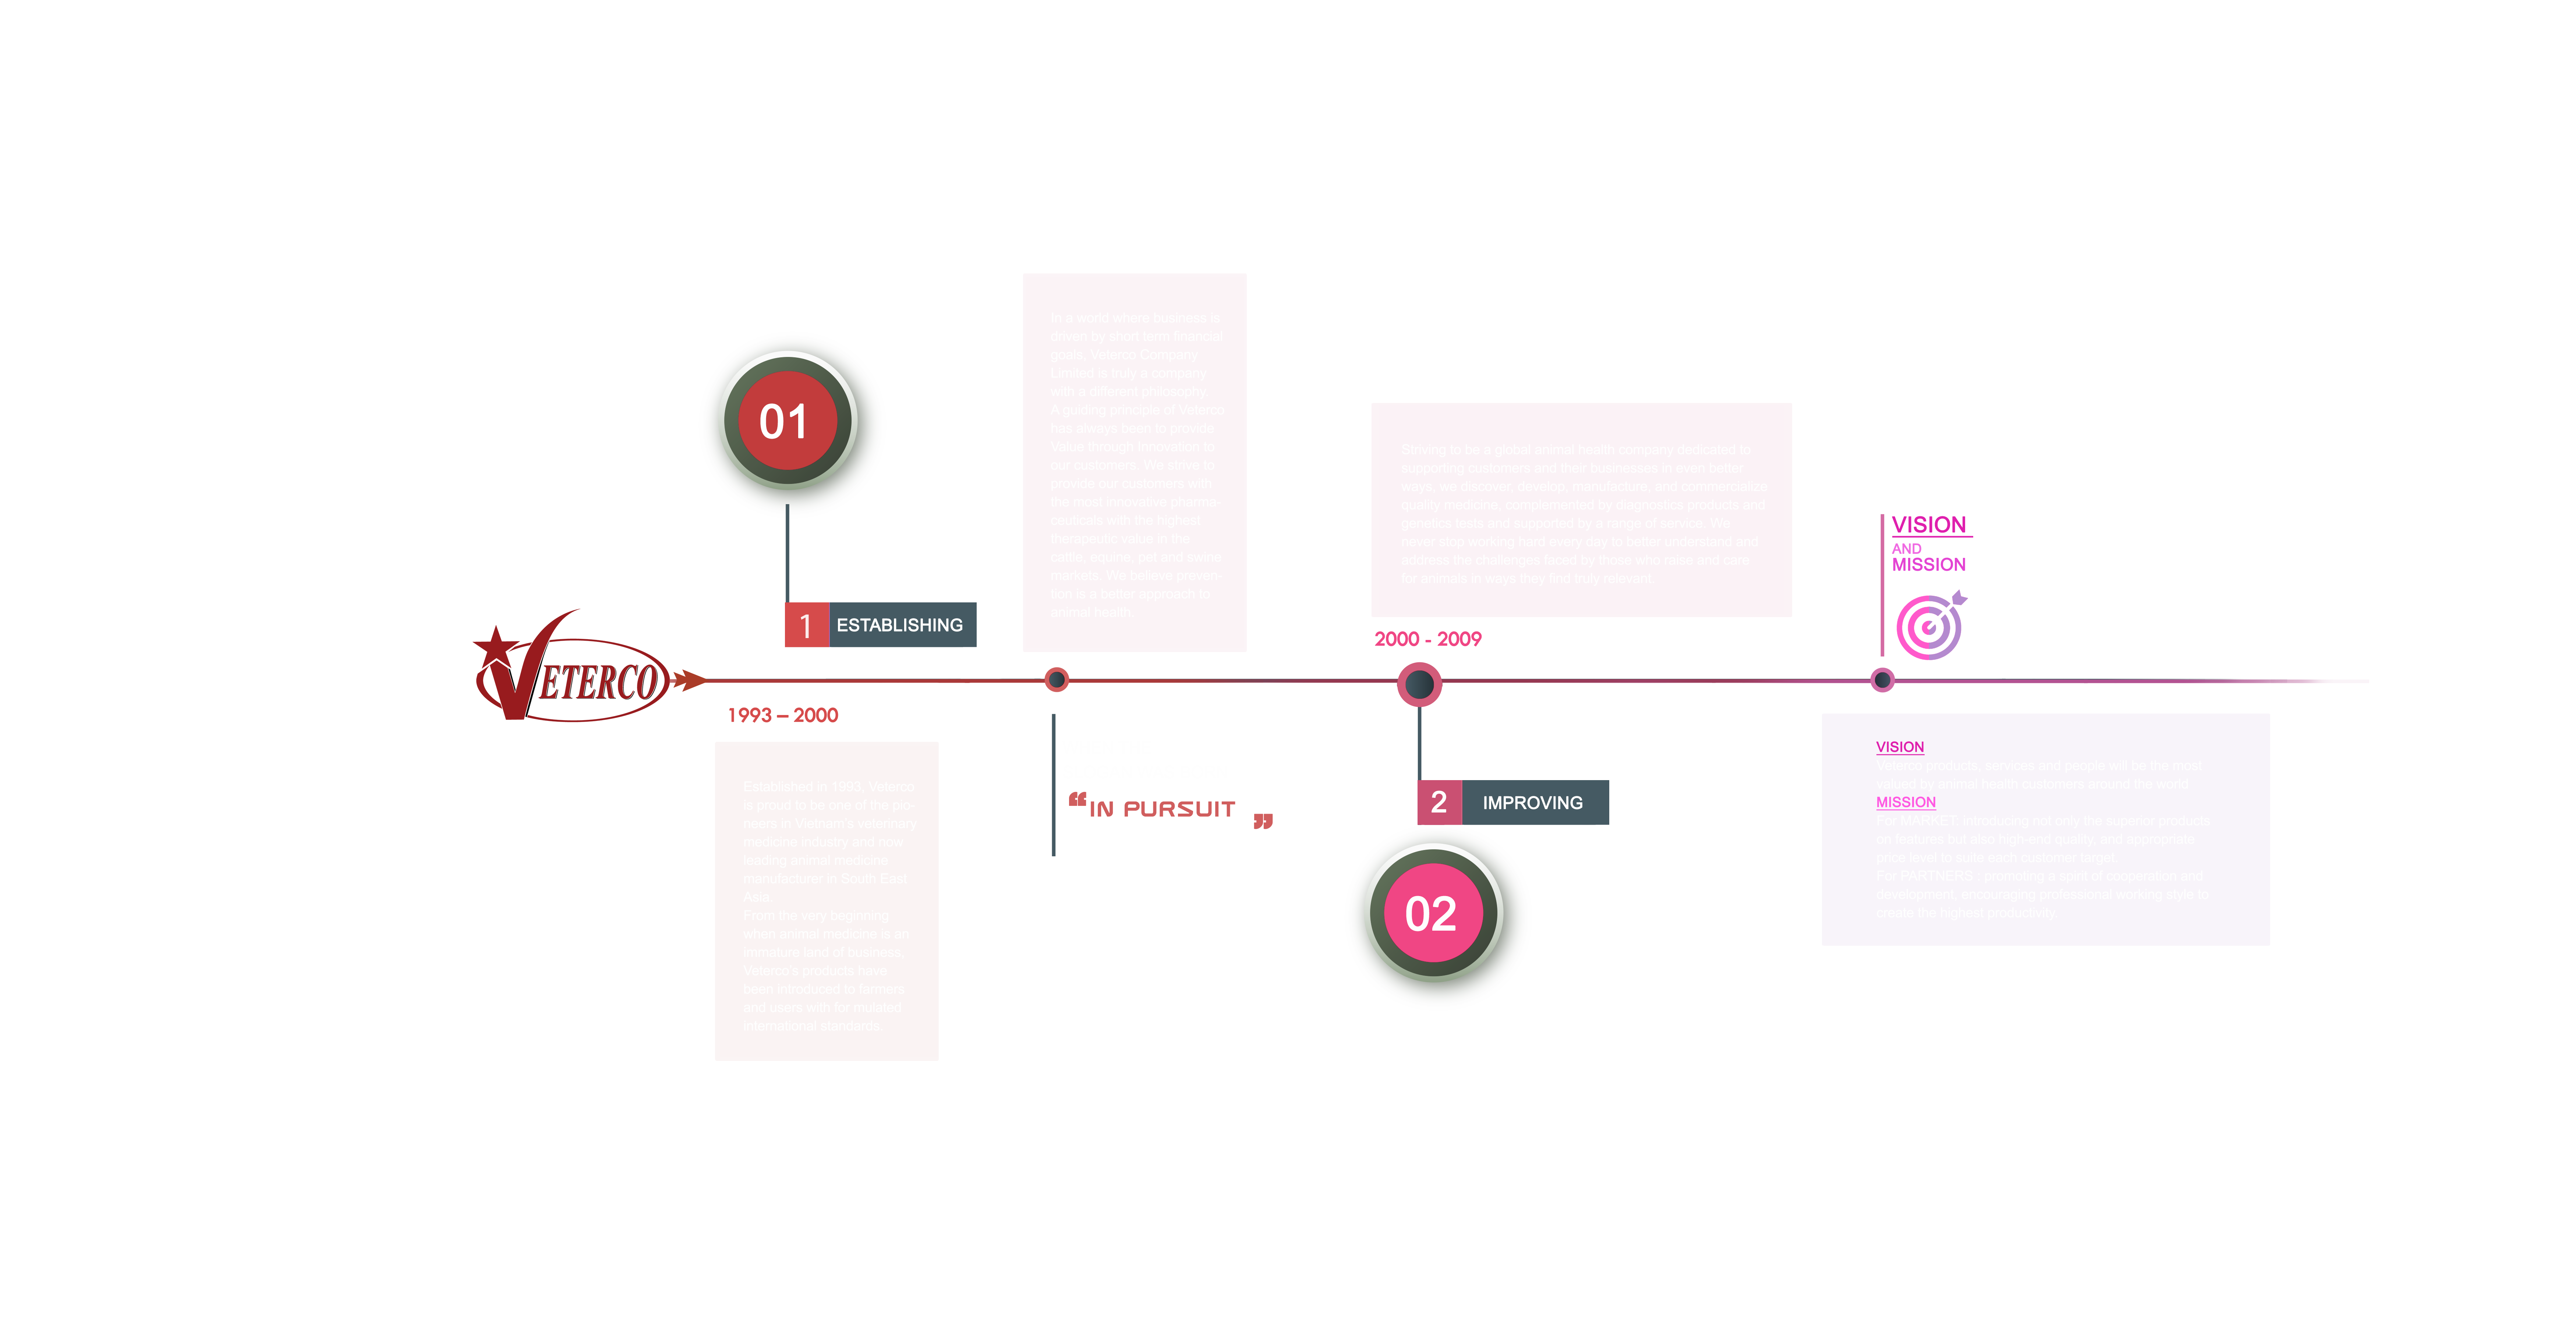 01
1 ESTABLISHING
VETERCO
1993 – 2000
Established in 1993, Veterco
is proud to be one of the pio-
neers in Vietnam's veterinary
medicine industry and now
leading animal medicine
manufacturer in South East
Asia.
From the very beginning
when animal medicine is an
immature land of business,
Veterco's products have
been introduced to farmers
and users with for mulated
international standards
In a world where business is
driven by short term financial
goals, Veterco Company
Limited is truly a company
with a different philosophy.
A guiding principle of Veterco
has always been to provide
Value through Innovation to
our customers. We strive to
provide our customers with
the most innovative pharma-
ceuticals with the highest
therapeutic value in the
cattle, equine, pet and swine
markets. We believe preven-
tion is a better approach to
animal health.
“IN PURSUIT ”
Striving to be a global animal health company dedicated to
supporting customers and their businesses in even better
ways, we discover, develop, manufacture, and commercialize
quality medicine, complemented by diagnostics products and
genetics tests and supported by a range of service. We
never stop working hard every day to better understand and
address the challenges faced by those who raise and care
for animals in ways they find truly relevant.
2000 - 2009
2 IMPROVING
02
VISION
AND
MISSION
VISION
Veterco products, services and people will be the most
valued by animal health customers around the world
MISSION
For MARKET: introducing not only the superior products
on features but also high-end quality, and appropriate
price level to suite each customer target.
For PARTNERS : promoting a spirit of cooperation and
development, encouraging professional working style to
create the highest productivity